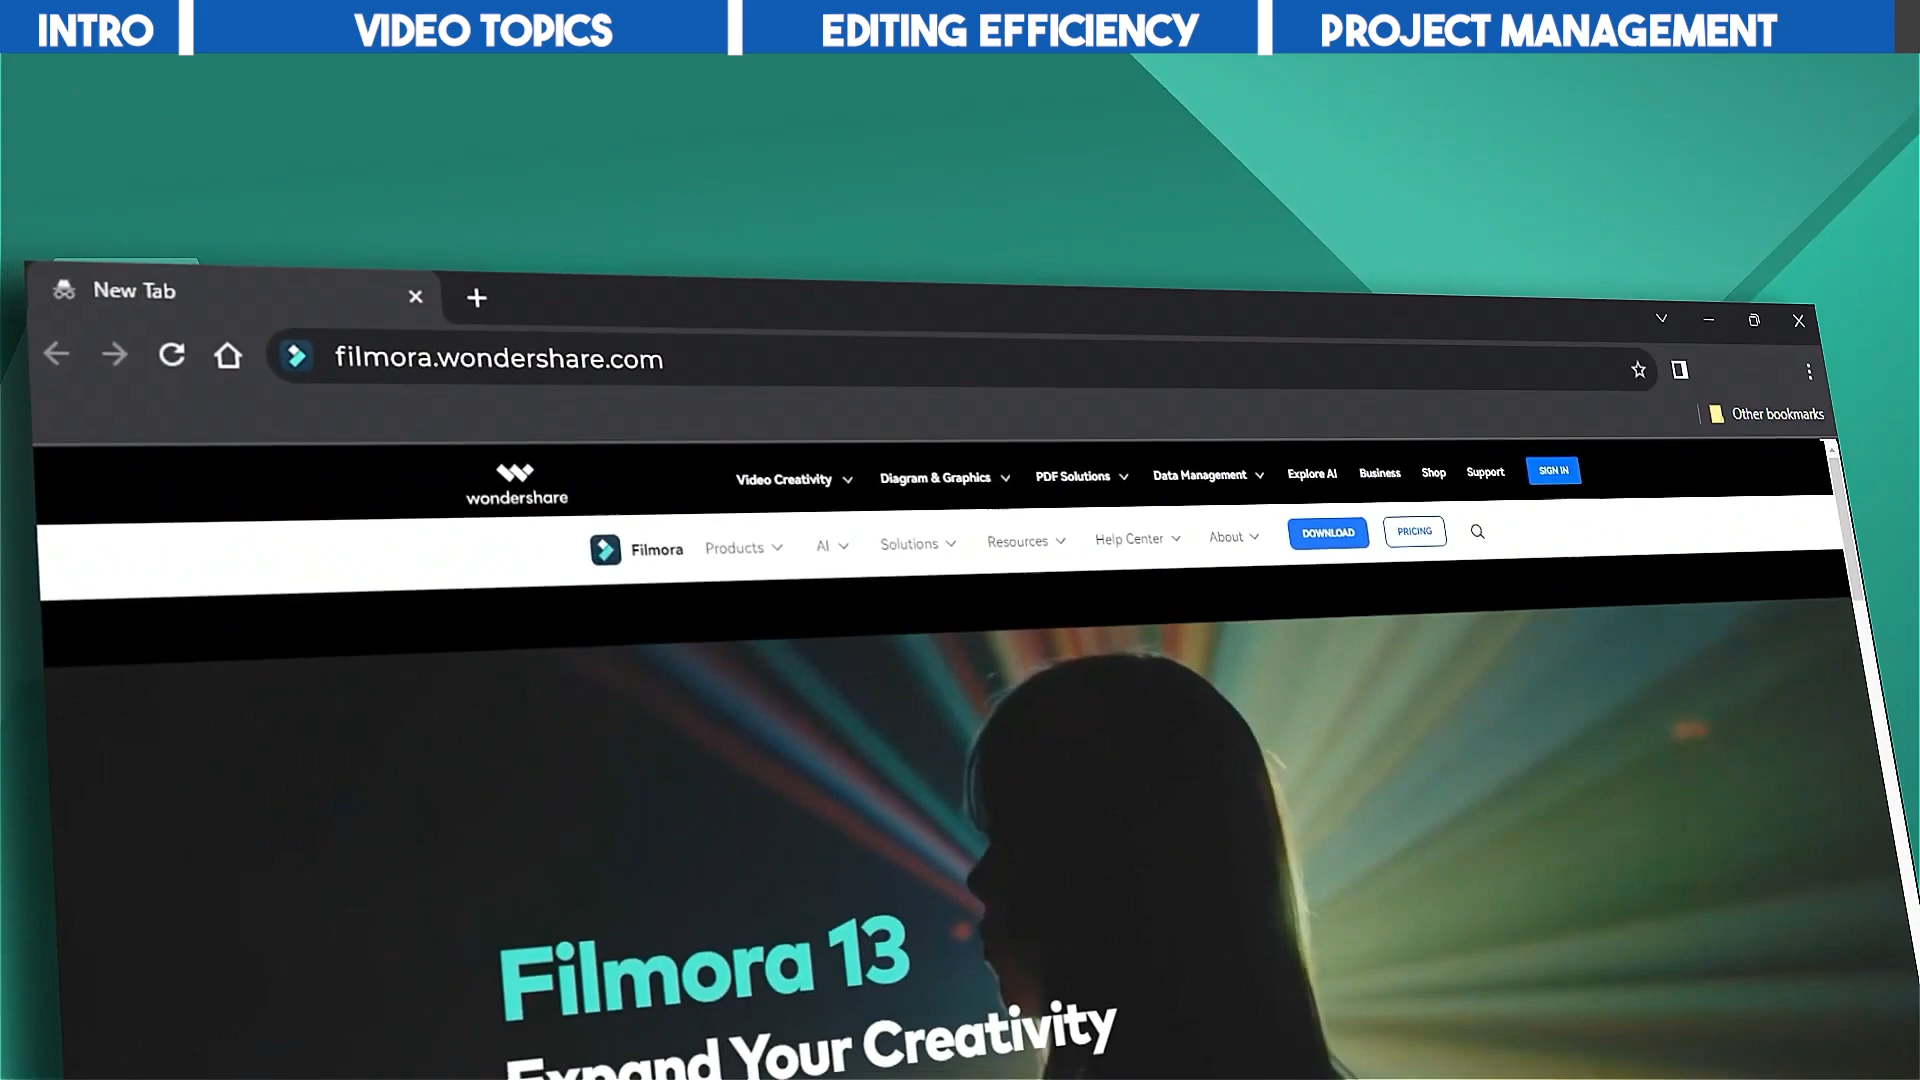 INTRO
VIDEO TOPICS
EDITING EFFICIENCY
PROJECT MANAGEMENT
New Tab
filmora.wondershare.com
Other bookmarks
wondershare
Video Creativity
Diagram & Graphics
PDF Solutions
Data Management
Explore AI
Business
Shop
Support
SIGN IN
Filmora
Products
AI
Solutions
Resources
Help Center
About
DOWNLOAD
PRICING
Filmora 13
Expand Your Creativity